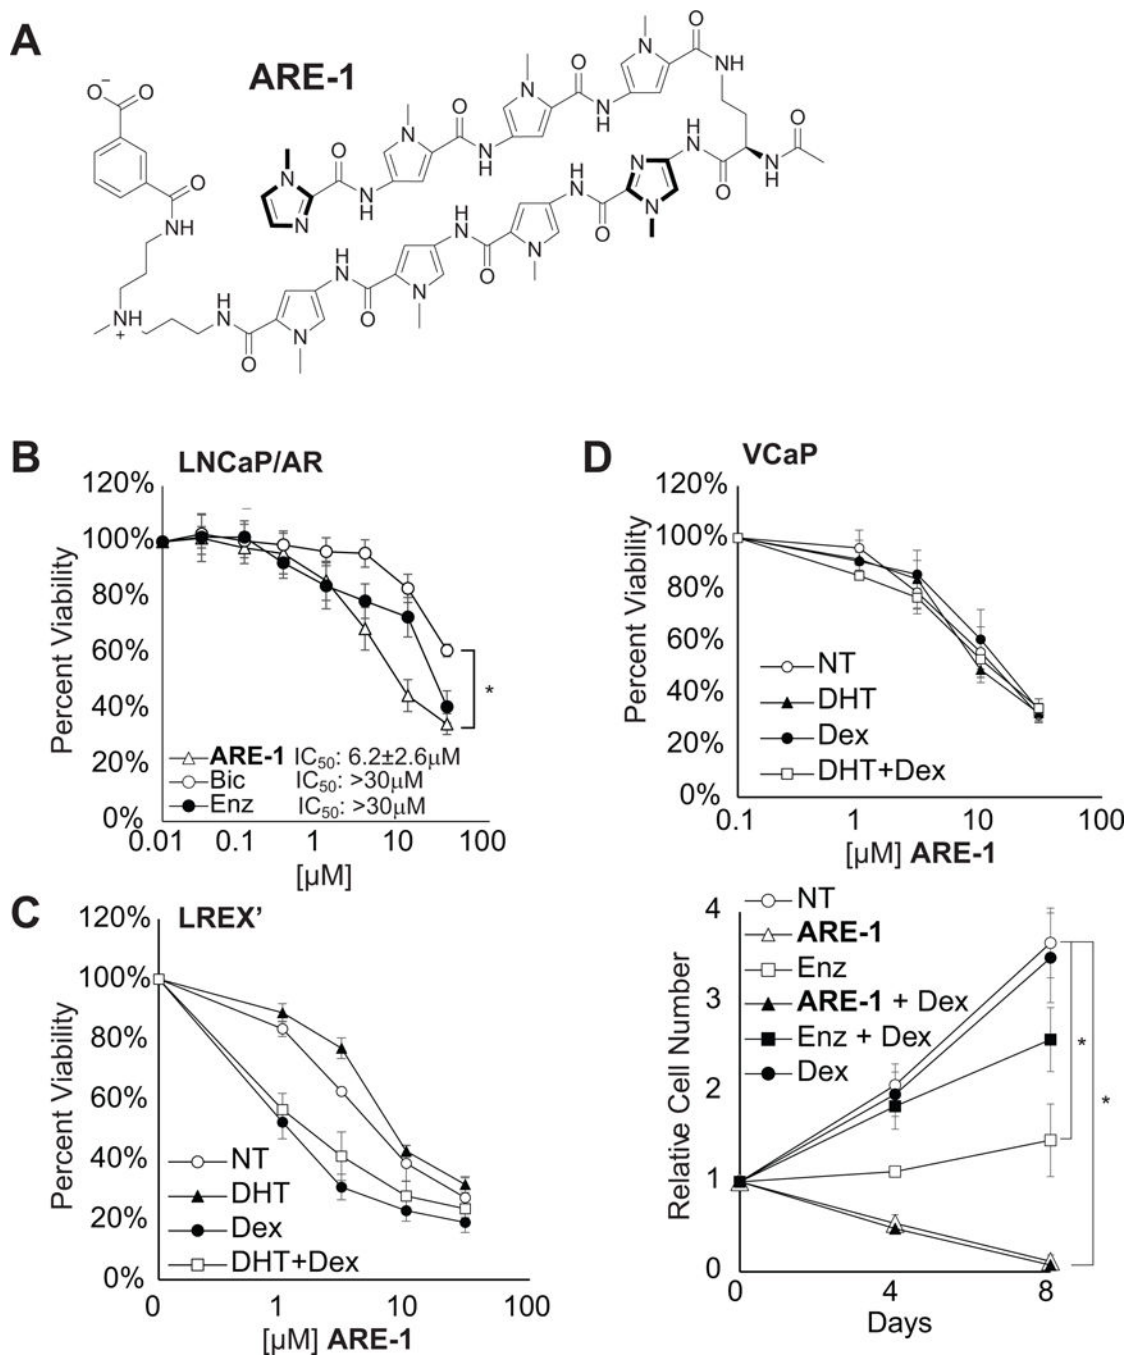 A
ARE-1
O⁻
O
O
NH
NH
+
N
N
O
N
H
N
O
N
H
N
O
N
H
N
O
NH
O
N
H
O
N
H
O
N
N
H
N
O
N
H
N
O
H
N
N
O
H
N
N
O
H
N
B
LNCaP/AR
120%
100%
80%
60%
40%
20%
0%
Percent Viability
*
ARE-1 IC50: 6.2±2.6μM
Bic IC50: >30μM
Enz IC50: >30μM
0.01 0.1 1 10 100
[μM]
D
VCaP
120%
100%
80%
60%
40%
20%
0%
Percent Viability
NT
DHT
Dex
DHT+Dex
0.1 1 10 100
[μM] ARE-1
C
LREX'
120%
100%
80%
60%
40%
20%
0%
Percent Viability
NT
DHT
Dex
DHT+Dex
0 1 10 100
[μM] ARE-1
NT
ARE-1
Enz
ARE-1 + Dex
Enz + Dex
Dex
4
3
2
1
0
Relative Cell Number
*
*
0 4 8
Days